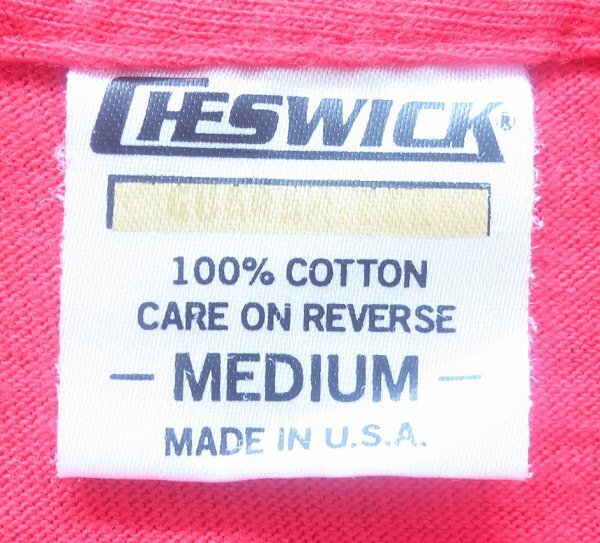 CHESWICK®
100% COTTON
CARE ON REVERSE
— MEDIUM —
MADE IN U.S.A.